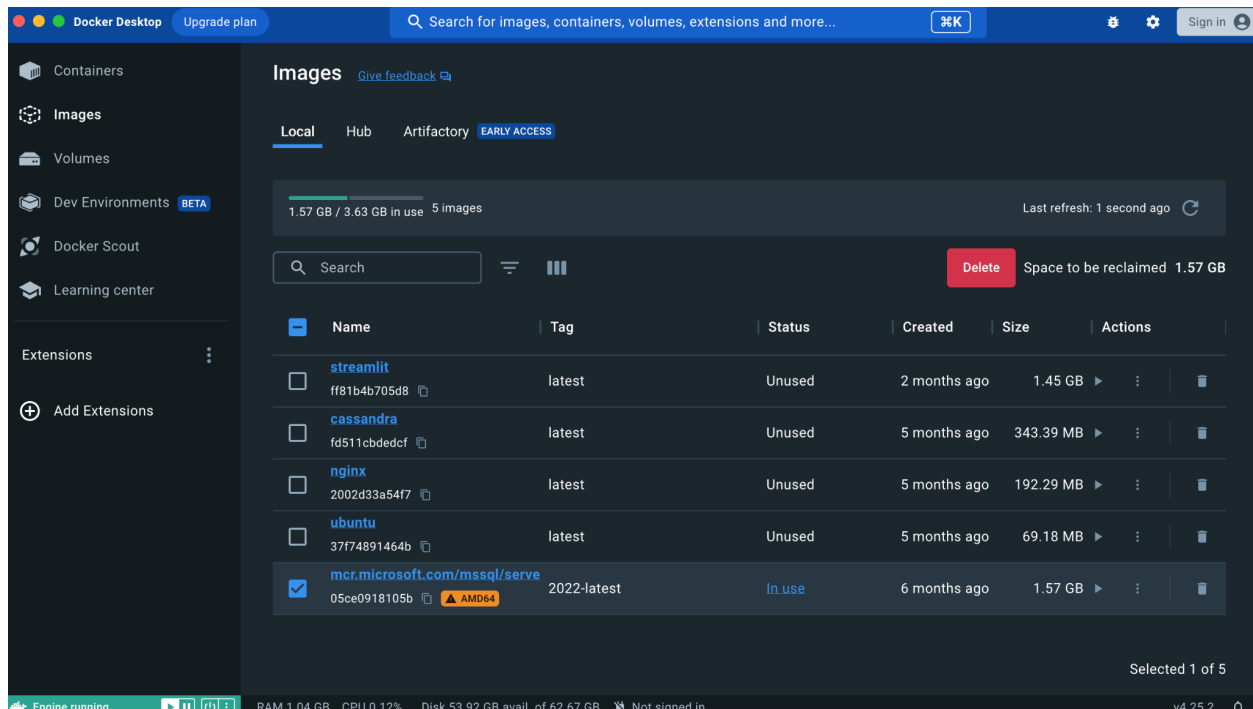 Docker Desktop Upgrade plan Search for images, containers, volumes, extensions and more... ⌘K Sign in
Containers
Images
Volumes
Dev Environments BETA
Docker Scout
Learning center
Extensions
Add Extensions
Images Give feedback
Local Hub Artifactory EARLY ACCESS
1.57 GB / 3.63 GB in use 5 images Last refresh: 1 second ago
Search Delete Space to be reclaimed 1.57 GB
Name Tag Status Created Size Actions
streamlit
ff81b4b705d8 latest Unused 2 months ago 1.45 GB
cassandra
fd511cbdedcf latest Unused 5 months ago 343.39 MB
nginx
2002d33a54f7 latest Unused 5 months ago 192.29 MB
ubuntu
37f74891464b latest Unused 5 months ago 69.18 MB
mcr.microsoft.com/mssql/serve
05ce0918105b AMD64 2022-latest In use 6 months ago 1.57 GB
Selected 1 of 5
Engine running RAM 1.04 GB CPU 0.12% Disk 53.92 GB avail. of 62.67 GB Not signed in v4.25.2